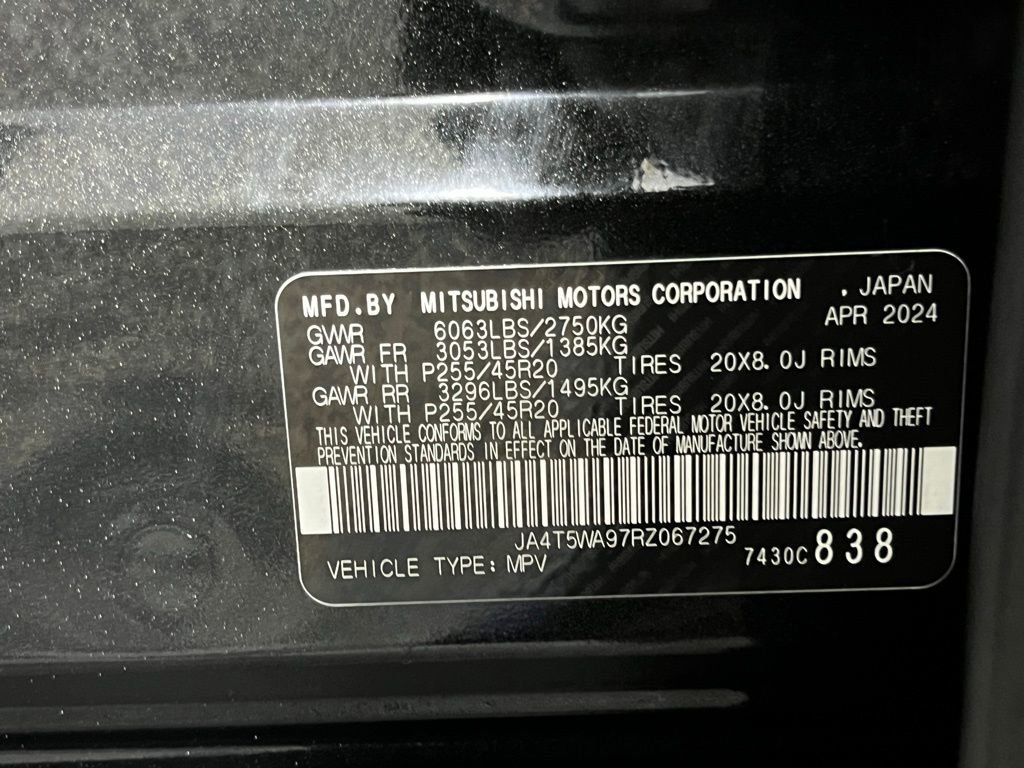 MFD.BY MITSUBISHI MOTORS CORPORATION . JAPAN
APR 2024
GVWR 6063LBS/2750KG
GAWR FR 3053LBS/1385KG
WITH P255/45R20 TIRES 20X8.0J RIMS
GAWR RR 3296LBS/1495KG
WITH P255/45R20 TIRES 20X8.0J RIMS
THIS VEHICLE CONFORMS TO ALL APPLICABLE FEDERAL MOTOR VEHICLE SAFETY AND THEFT
PREVENTION STANDARDS IN EFFECT ON THE DATE OF MANUFACTURE SHOWN ABOVE.
JA4T5WA97RZ067275
VEHICLE TYPE: MPV 7430C 838